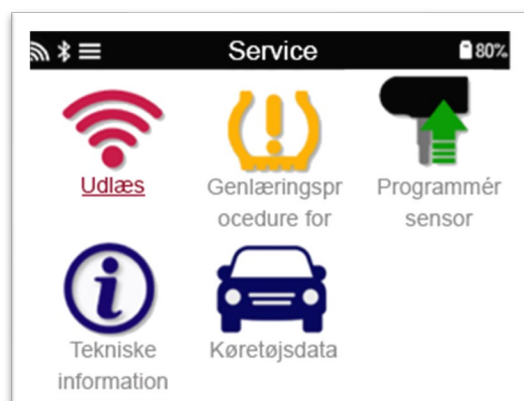 Service 80%
Udlæs
Genlæringspr
ocedure for
Programmér
sensor
Tekniske
information
Køretøjsdata